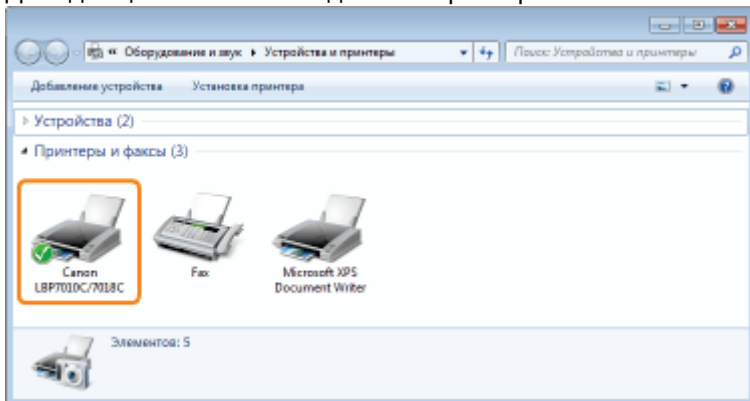 « Оборудование и звук ▸ Устройства и принтеры
Поиск: Устройства и принтеры
Добавление устройства Установка принтера
Устройства (2)
Принтеры и факсы (3)
Canon LBP7010C/7018C
Fax
Microsoft XPS Document Writer
Элементов: 5